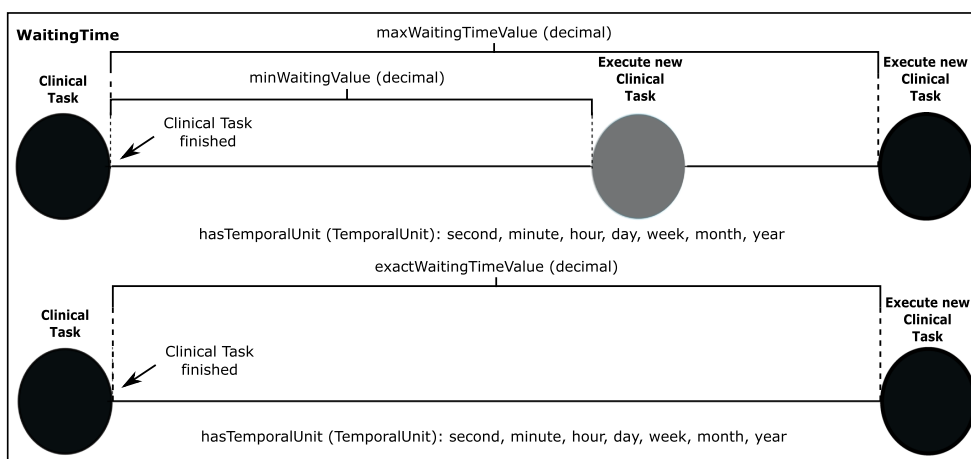 WaitingTime
maxWaitingTimeValue (decimal)
Clinical
Task
minWaitingValue (decimal)
Execute new
Clinical
Task
Execute new
Clinical
Task
Clinical Task
finished
hasTemporalUnit (TemporalUnit): second, minute, hour, day, week, month, year
exactWaitingTimeValue (decimal)
Clinical
Task
Execute new
Clinical
Task
Clinical Task
finished
hasTemporalUnit (TemporalUnit): second, minute, hour, day, week, month, year